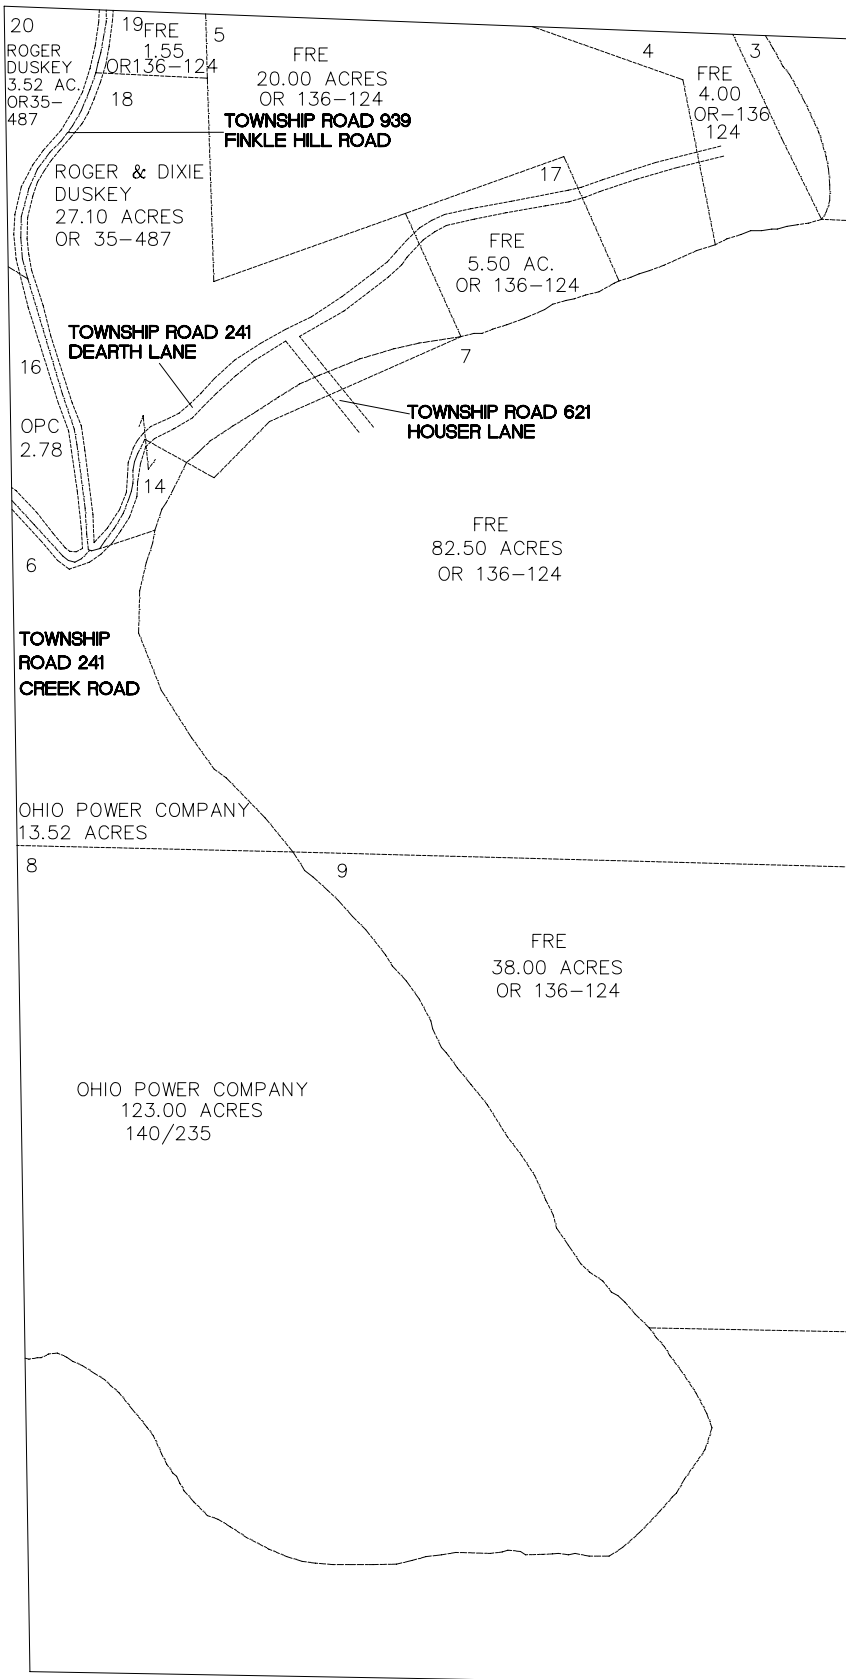 20
19
FRE
1.55
OR136-124
5
FRE
20.00 ACRES
OR 136-124
4
3
FRE
4.00
OR-136
124
ROGER
DUSKEY
3.52 AC.
OR35-
487
18
TOWNSHIP ROAD 939
FINKLE HILL ROAD
ROGER & DIXIE
DUSKEY
27.10 ACRES
OR 35-487
17
FRE
5.50 AC.
OR 136-124
TOWNSHIP ROAD 241
DEARTH LANE
7
16
OPC
2.78
TOWNSHIP ROAD 621
HOUSER LANE
14
FRE
82.50 ACRES
OR 136-124
6
TOWNSHIP
ROAD 241
CREEK ROAD
OHIO POWER COMPANY
13.52 ACRES
8
9
FRE
38.00 ACRES
OR 136-124
OHIO POWER COMPANY
123.00 ACRES
140/235